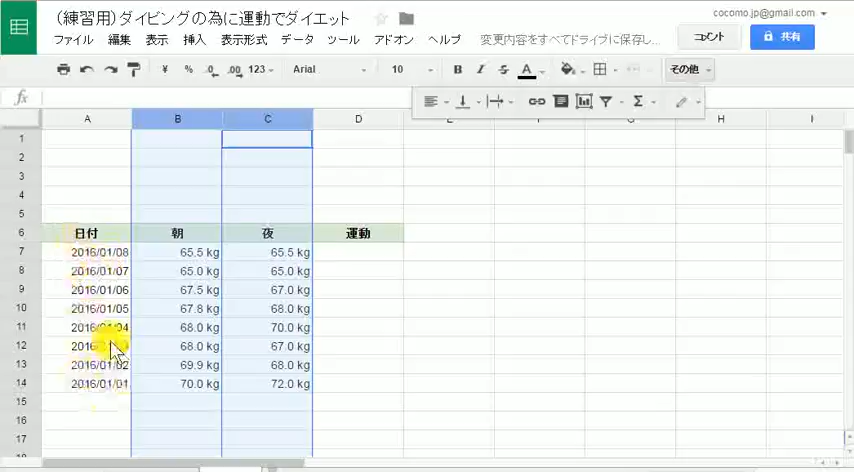 (練習用)ダイビングの為に運動でダイエット
cocomo.jp@gmail.com
ファイル 編集 表示 挿入 表示形式 データ ツール アドオン ヘルプ 変更内容をすべてドライブに保存し...
コメント
共有
¥ % .0 .00 123 Arial 10 B I S A その他
Σ
fx
A B C D E F G H I
1
2
3
4
5
6 日付 朝 夜 運動
7 2016/01/08 65.5 kg 65.5 kg
8 2016/01/07 65.0 kg 65.0 kg
9 2016/01/06 67.5 kg 67.0 kg
10 2016/01/05 67.8 kg 68.0 kg
11 2016/01/04 68.0 kg 70.0 kg
12 68.0 kg 67.0 kg
13 2016/01/02 69.9 kg 68.0 kg
14 2016/01/01 70.0 kg 72.0 kg
15
16
17
18